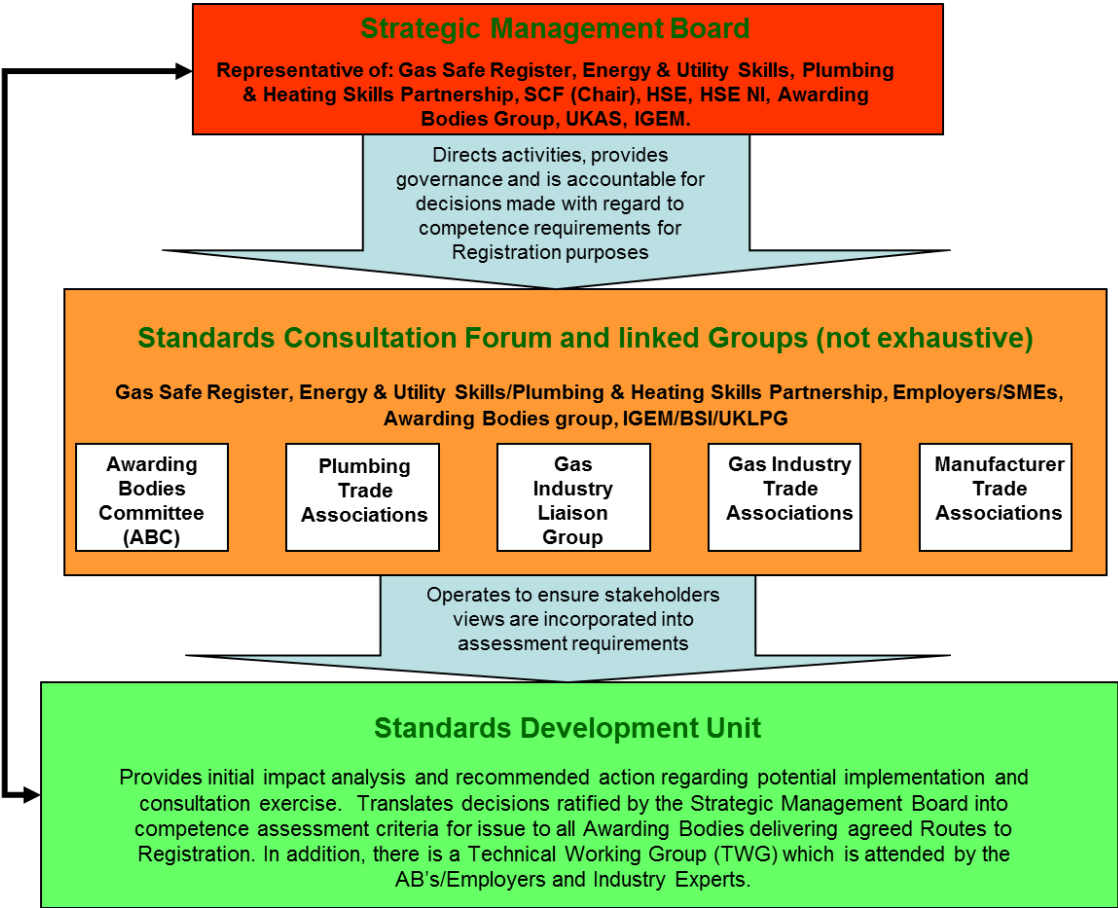 Strategic Management Board
Representative of: Gas Safe Register, Energy & Utility Skills, Plumbing
& Heating Skills Partnership, SCF (Chair), HSE, HSE NI, Awarding
Bodies Group, UKAS, IGEM.
Directs activities, provides
governance and is accountable for
decisions made with regard to
competence requirements for
Registration purposes
Standards Consultation Forum and linked Groups (not exhaustive)
Gas Safe Register, Energy & Utility Skills/Plumbing & Heating Skills Partnership, Employers/SMEs,
Awarding Bodies group, IGEM/BSI/UKLPG
Awarding
Bodies
Committee
(ABC)
Plumbing
Trade
Associations
Gas
Industry
Liaison
Group
Gas Industry
Trade
Associations
Manufacturer
Trade
Associations
Operates to ensure stakeholders
views are incorporated into
assessment requirements
Standards Development Unit
Provides initial impact analysis and recommended action regarding potential implementation and
consultation exercise.  Translates decisions ratified by the Strategic Management Board into
competence assessment criteria for issue to all Awarding Bodies delivering agreed Routes to
Registration. In addition, there is a Technical Working Group (TWG) which is attended by the
AB's/Employers and Industry Experts.